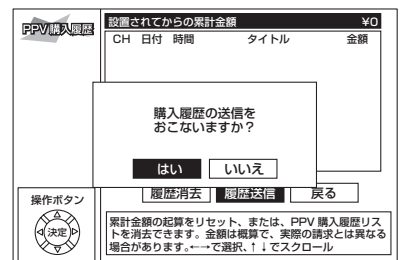 PPV購入履歴
設置されてからの累計金額 ¥0
CH 日付 時間 タイトル 金額
購入履歴の送信を
おこないますか？
はい いいえ
履歴消去 履歴送信 戻る
操作ボタン
決定
累計金額の起算をリセット、または、PPV 購入履歴リス
トを消去できます。金額は概算で、実際の請求とは異なる
場合があります。←→で選択、↑↓でスクロール